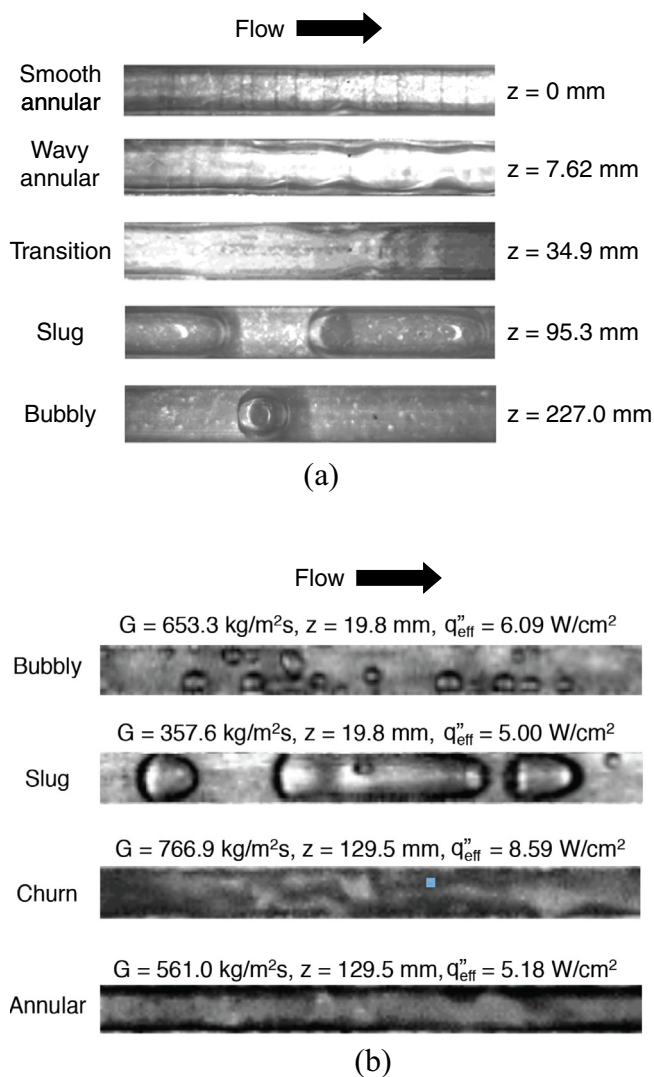 Flow
Smooth
annular
z = 0 mm
Wavy
annular
z = 7.62 mm
Transition
z = 34.9 mm
Slug
z = 95.3 mm
Bubbly
z = 227.0 mm
(a)
Flow
G = 653.3 kg/m²s, z = 19.8 mm, q”eff = 6.09 W/cm²
Bubbly
G = 357.6 kg/m²s, z = 19.8 mm, q”eff = 5.00 W/cm²
Slug
G = 766.9 kg/m²s, z = 129.5 mm, q”eff = 8.59 W/cm²
Churn
G = 561.0 kg/m²s, z = 129.5 mm, q”eff = 5.18 W/cm²
Annular
(b)